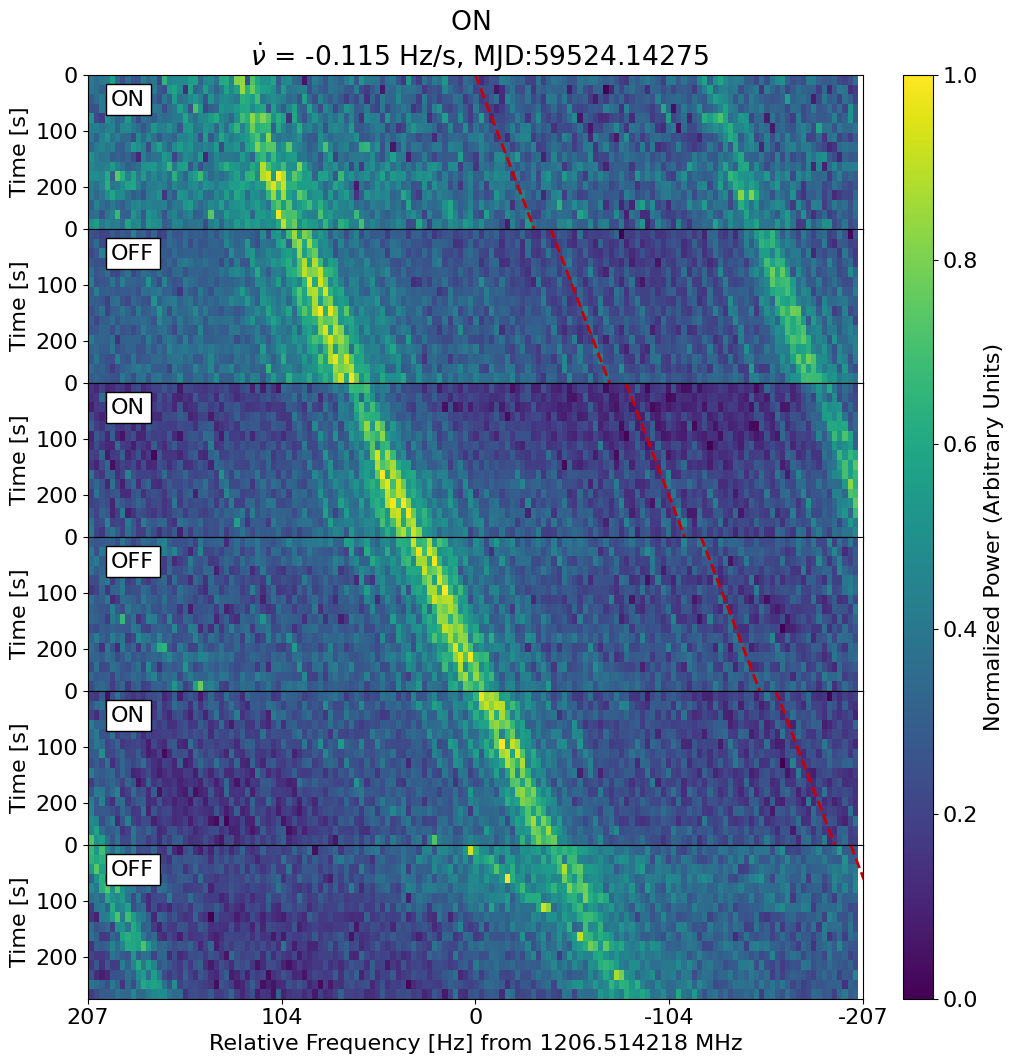 ON
ν̇ = -0.115 Hz/s, MJD:59524.14275
0
ON
100
200
Time [s]
0
OFF
100
200
Time [s]
0
ON
100
200
Time [s]
0
OFF
100
200
Time [s]
0
ON
100
200
Time [s]
0
OFF
100
200
Time [s]
207 104 0 -104 -207
Relative Frequency [Hz] from 1206.514218 MHz
1.0
0.8
0.6
0.4
0.2
0.0
Normalized Power (Arbitrary Units)